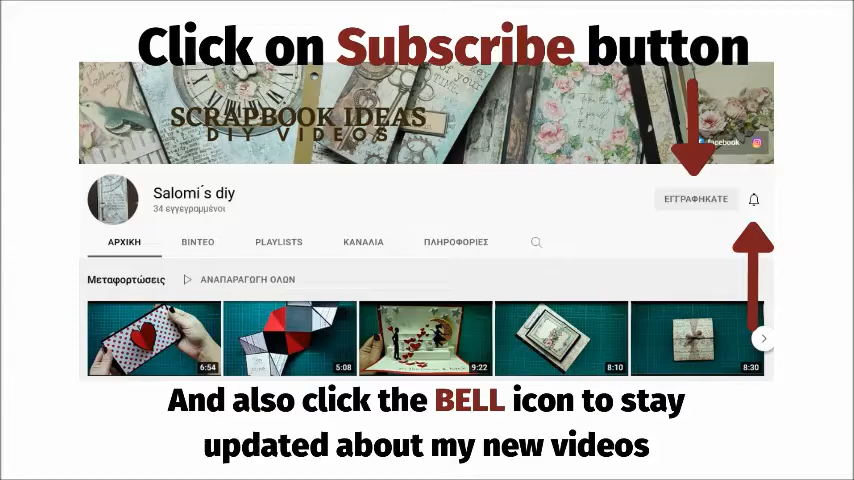 Click on Subscribe button
SCRAPBOOK IDEAS
DIY VIDEOS
facebook
Salomi´s diy
34 εγγεγραμμένοι
ΕΓΓΡΑΦΗΚΑΤΕ
ΑΡΧΙΚΗ ΒΙΝΤΕΟ PLAYLISTS ΚΑΝΑΛΙΑ ΠΛΗΡΟΦΟΡΙΕΣ
Μεταφορτώσεις ΑΝΑΠΑΡΑΓΩΓΗ ΟΛΩΝ
6:54 5:08 9:22 8:10 8:30
And also click the BELL icon to stay
updated about my new videos